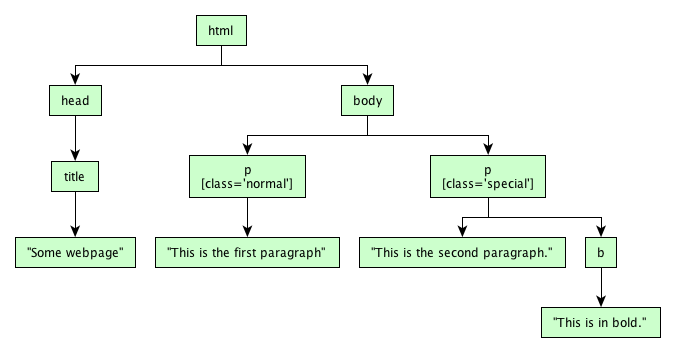 html
head
body
title
p
[class='normal']
p
[class='special']
"Some webpage"
"This is the first paragraph"
"This is the second paragraph."
b
"This is in bold."